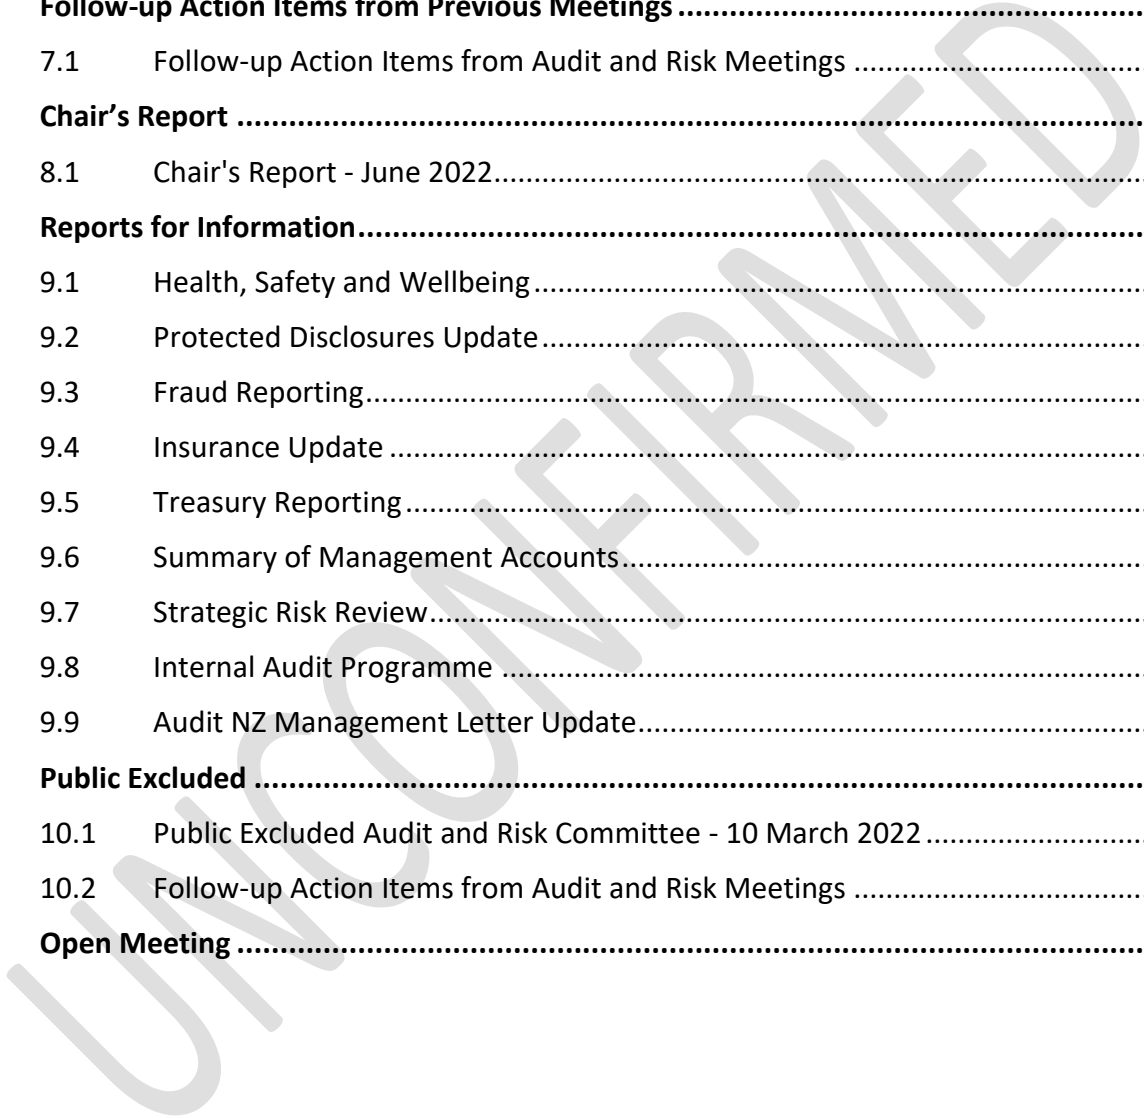 Follow-up Action Items from Previous Meetings ........................................................
7.1 Follow-up Action Items from Audit and Risk Meetings ........................................
Chair's Report ........................................................................................................
8.1 Chair's Report - June 2022........................................................................
Reports for Information............................................................................................
9.1 Health, Safety and Wellbeing....................................................................
9.2 Protected Disclosures Update....................................................................
9.3 Fraud Reporting........................................................................................
9.4 Insurance Update ......................................................................................
9.5 Treasury Reporting....................................................................................
9.6 Summary of Management Accounts..........................................................
9.7 Strategic Risk Review................................................................................
9.8 Internal Audit Programme ........................................................................
9.9 Audit NZ Management Letter Update........................................................
Public Excluded ......................................................................................................
10.1 Public Excluded Audit and Risk Committee - 10 March 2022........................
10.2 Follow-up Action Items from Audit and Risk Meetings ................................
Open Meeting ........................................................................................................
UNCONFIRMED